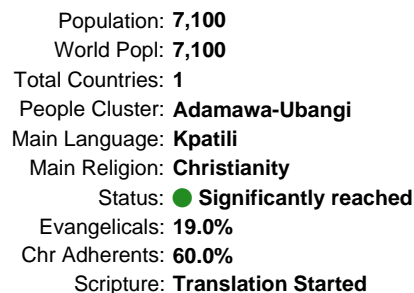 Population: 7,100
World Popl: 7,100
Total Countries: 1
People Cluster: Adamawa-Ubangi
Main Language: Kpatili
Main Religion: Christianity
Status: Significantly reached
Evangelicals: 19.0%
Chr Adherents: 60.0%
Scripture: Translation Started